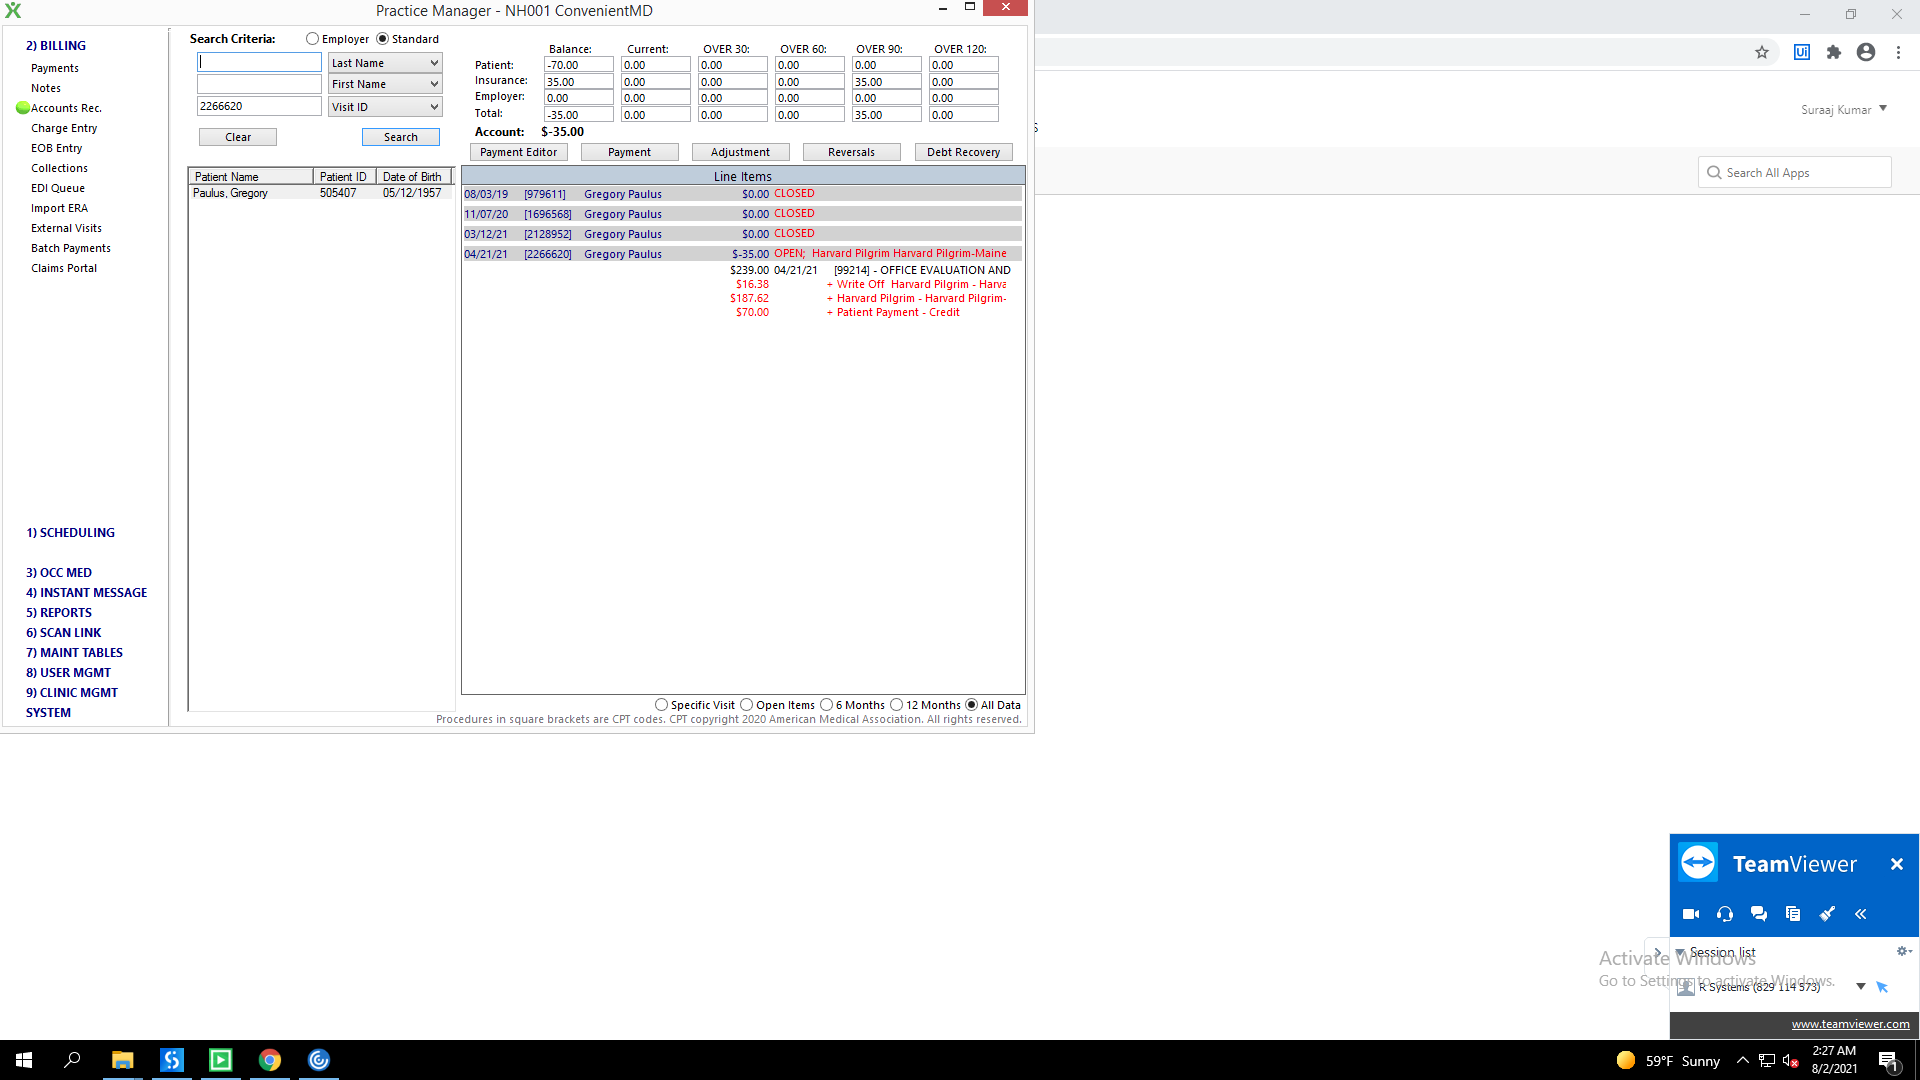 Practice Manager - NH001 ConvenientMD
2) BILLING
Payments
Notes
Accounts Rec.
Charge Entry
EOB Entry
Collections
EDI Queue
Import ERA
External Visits
Batch Payments
Claims Portal
1) SCHEDULING
3) OCC MED
4) INSTANT MESSAGE
5) REPORTS
6) SCAN LINK
7) MAINT TABLES
8) USER MGMT
9) CLINIC MGMT
SYSTEM
Search Criteria: Employer Standard
Last Name
First Name
2266620 Visit ID
Clear Search
Patient Name Patient ID Date of Birth
Paulus, Gregory 505407 05/12/1957
Balance: Current: OVER 30: OVER 60: OVER 90: OVER 120:
Patient: -70.00 0.00 0.00 0.00 0.00 0.00
Insurance: 35.00 0.00 0.00 0.00 35.00 0.00
Employer: 0.00 0.00 0.00 0.00 0.00 0.00
Total: -35.00 0.00 0.00 0.00 35.00 0.00
Account: $-35.00
Payment Editor Payment Adjustment Reversals Debt Recovery
Line Items
08/03/19 [979611] Gregory Paulus $0.00 CLOSED
11/07/20 [1696568] Gregory Paulus $0.00 CLOSED
03/12/21 [2128952] Gregory Paulus $0.00 CLOSED
04/21/21 [2266620] Gregory Paulus $-35.00 OPEN; Harvard Pilgrim Harvard Pilgrim-Maine
$239.00 04/21/21 [99214] - OFFICE EVALUATION AND
$16.38 + Write Off Harvard Pilgrim - Harva
$187.62 + Harvard Pilgrim - Harvard Pilgrim-
$70.00 + Patient Payment - Credit
Specific Visit Open Items 6 Months 12 Months All Data
Procedures in square brackets are CPT codes. CPT copyright 2020 American Medical Association. All rights reserved.
Ui
Suraaj Kumar
s
Search All Apps
TeamViewer
Session list
R Systems (829 114 573)
Activate Windows
Go to Settings to activate Windows.
www.teamviewer.com
59°F Sunny
2:27 AM
8/2/2021
1